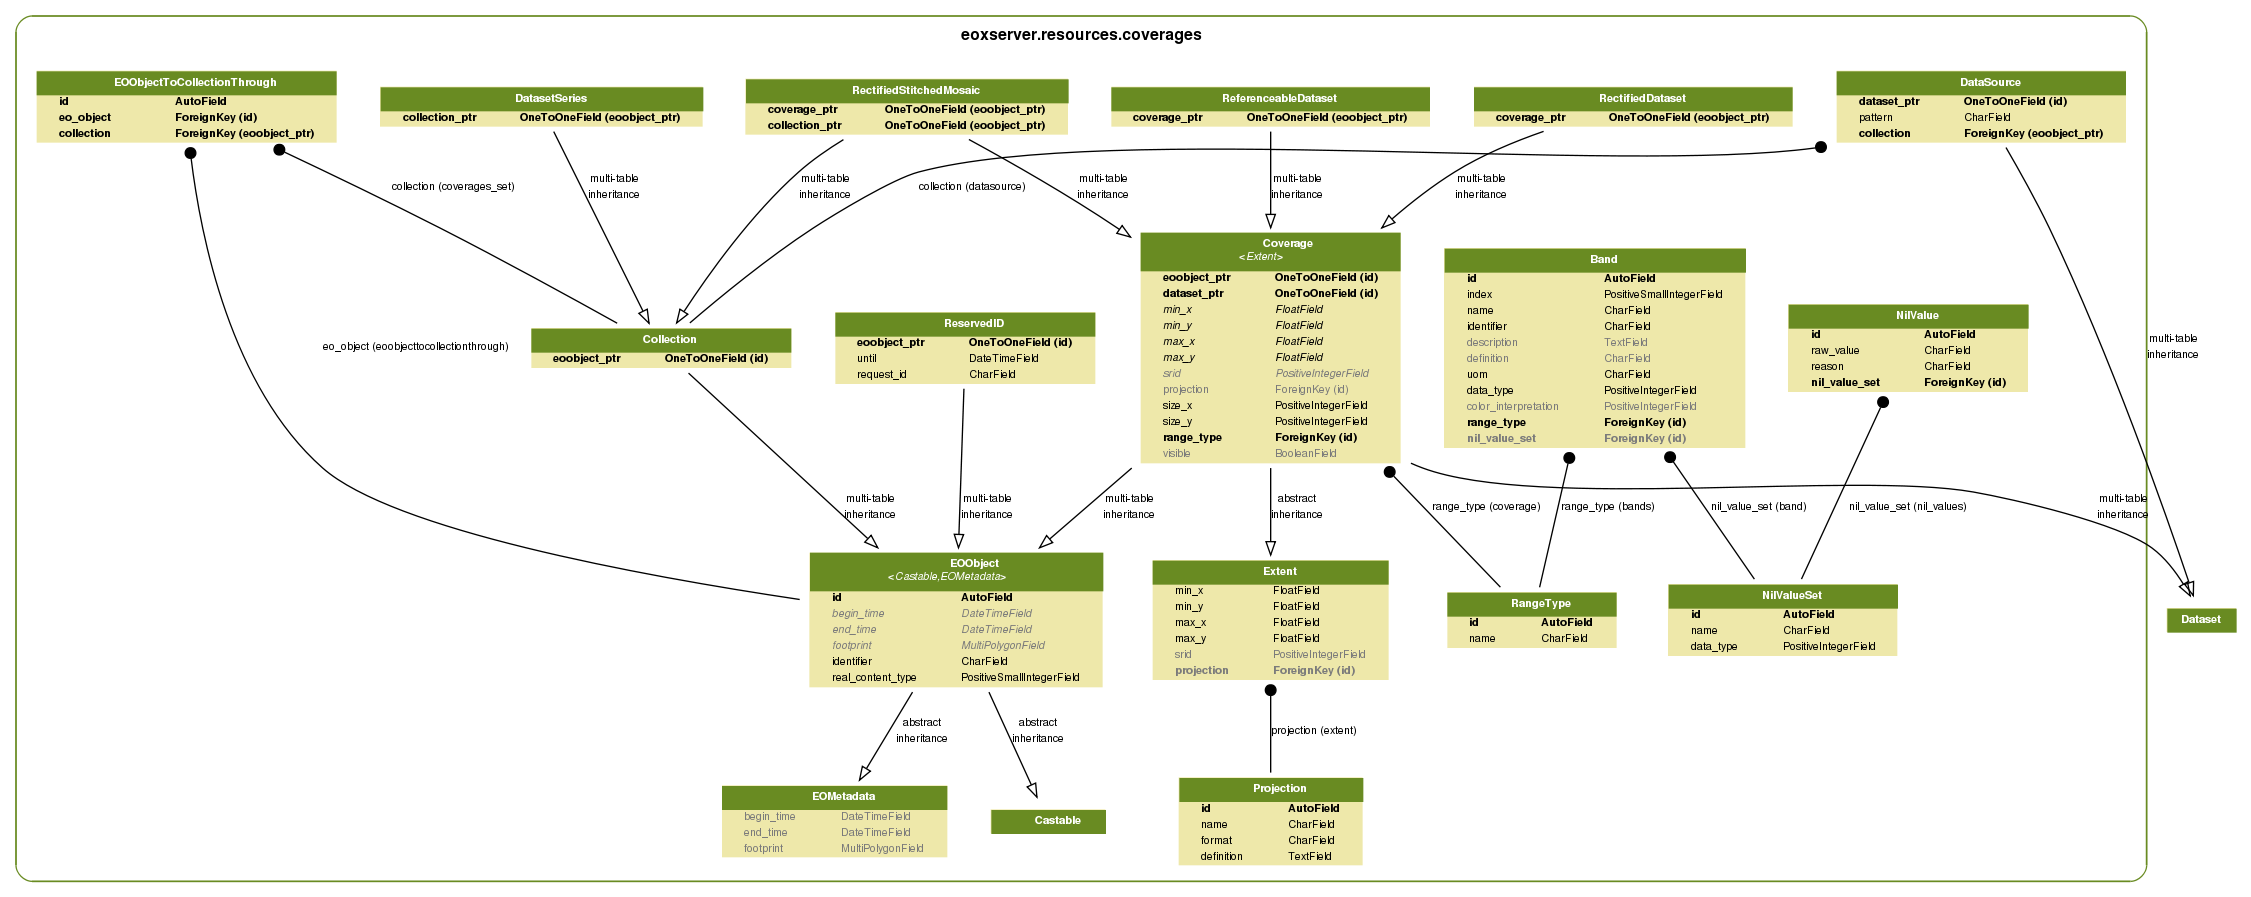 eoxserver.resources.coverages
EOObjectToCollectionThrough
id AutoField
eo_object ForeignKey (id)
collection ForeignKey (eoobject_ptr)
DatasetSeries
collection_ptr OneToOneField (eoobject_ptr)
RectifiedStitchedMosaic
coverage_ptr OneToOneField (eoobject_ptr)
collection_ptr OneToOneField (eoobject_ptr)
ReferenceableDataset
coverage_ptr OneToOneField (eoobject_ptr)
RectifiedDataset
coverage_ptr OneToOneField (eoobject_ptr)
DataSource
dataset_ptr OneToOneField (id)
pattern CharField
collection ForeignKey (eoobject_ptr)
collection (coverages_set)
multi-table
inheritance
multi-table
inheritance
collection (datasource)
multi-table
inheritance
multi-table
inheritance
multi-table
inheritance
eo_object (eoobjecttocollectionthrough)
Collection
eoobject_ptr OneToOneField (id)
ReservedID
eoobject_ptr OneToOneField (id)
until DateTimeField
request_id CharField
Coverage
<Extent>
eoobject_ptr OneToOneField (id)
dataset_ptr OneToOneField (id)
min_x FloatField
min_y FloatField
max_x FloatField
max_y FloatField
srid PositiveIntegerField
projection ForeignKey (id)
size_x PositiveIntegerField
size_y PositiveIntegerField
range_type ForeignKey (id)
visible BooleanField
Band
id AutoField
index PositiveSmallIntegerField
name CharField
identifier CharField
description TextField
definition CharField
uom CharField
data_type PositiveIntegerField
color_interpretation PositiveIntegerField
range_type ForeignKey (id)
nil_value_set ForeignKey (id)
NilValue
id AutoField
raw_value CharField
reason CharField
nil_value_set ForeignKey (id)
multi-table
inheritance
multi-table
inheritance
multi-table
inheritance
multi-table
inheritance
abstract
inheritance
range_type (coverage)
range_type (bands)
nil_value_set (band)
nil_value_set (nil_values)
multi-table
inheritance
EOObject
<Castable,EOMetadata>
id AutoField
begin_time DateTimeField
end_time DateTimeField
footprint MultiPolygonField
identifier CharField
real_content_type PositiveSmallIntegerField
Extent
min_x FloatField
min_y FloatField
max_x FloatField
max_y FloatField
srid PositiveIntegerField
projection ForeignKey (id)
RangeType
id AutoField
name CharField
NilValueSet
id AutoField
name CharField
data_type PositiveIntegerField
Dataset
abstract
inheritance
abstract
inheritance
projection (extent)
EOMetadata
begin_time DateTimeField
end_time DateTimeField
footprint MultiPolygonField
Castable
Projection
id AutoField
name CharField
format CharField
definition TextField